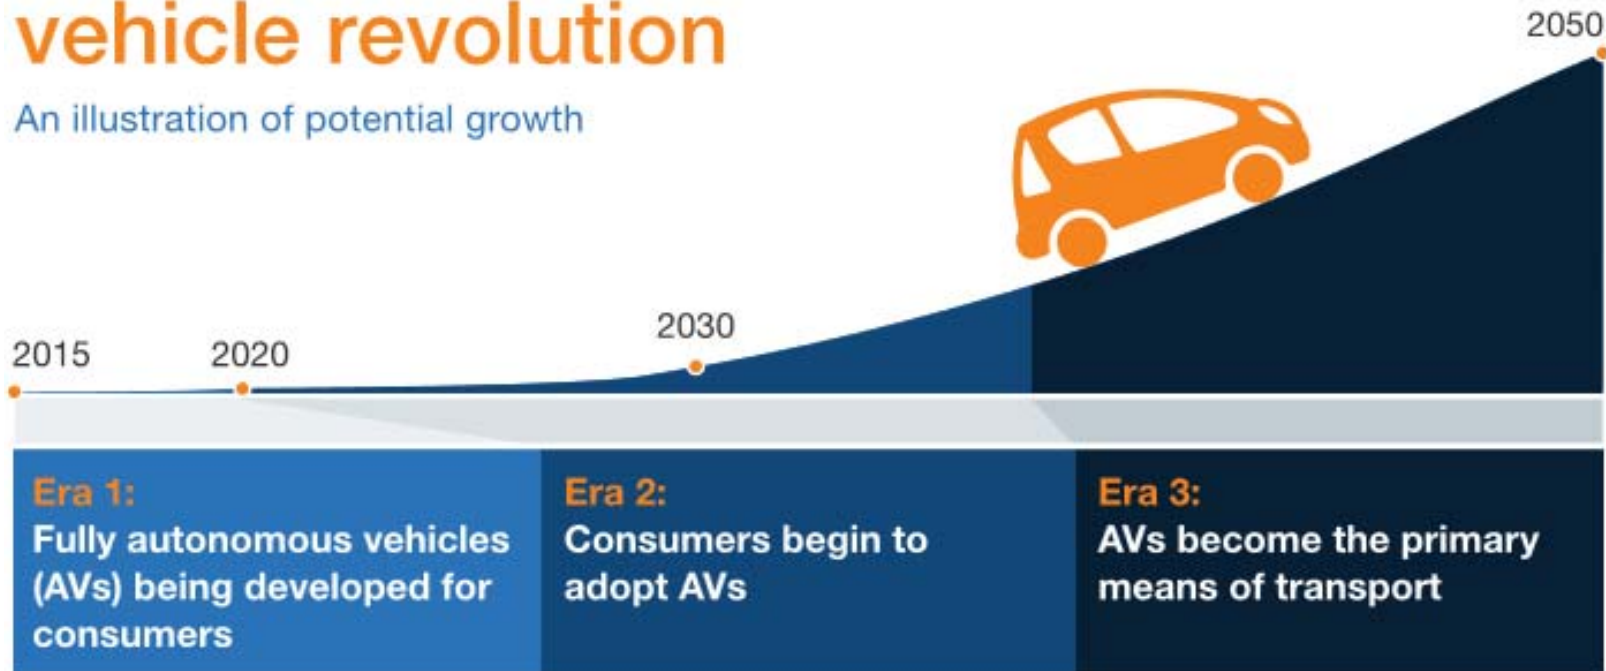 vehicle revolution
An illustration of potential growth
2050
2030
2015
2020
Era 1:
Fully autonomous vehicles
(AVs) being developed for
consumers
Era 2:
Consumers begin to
adopt AVs
Era 3:
AVs become the primary
means of transport